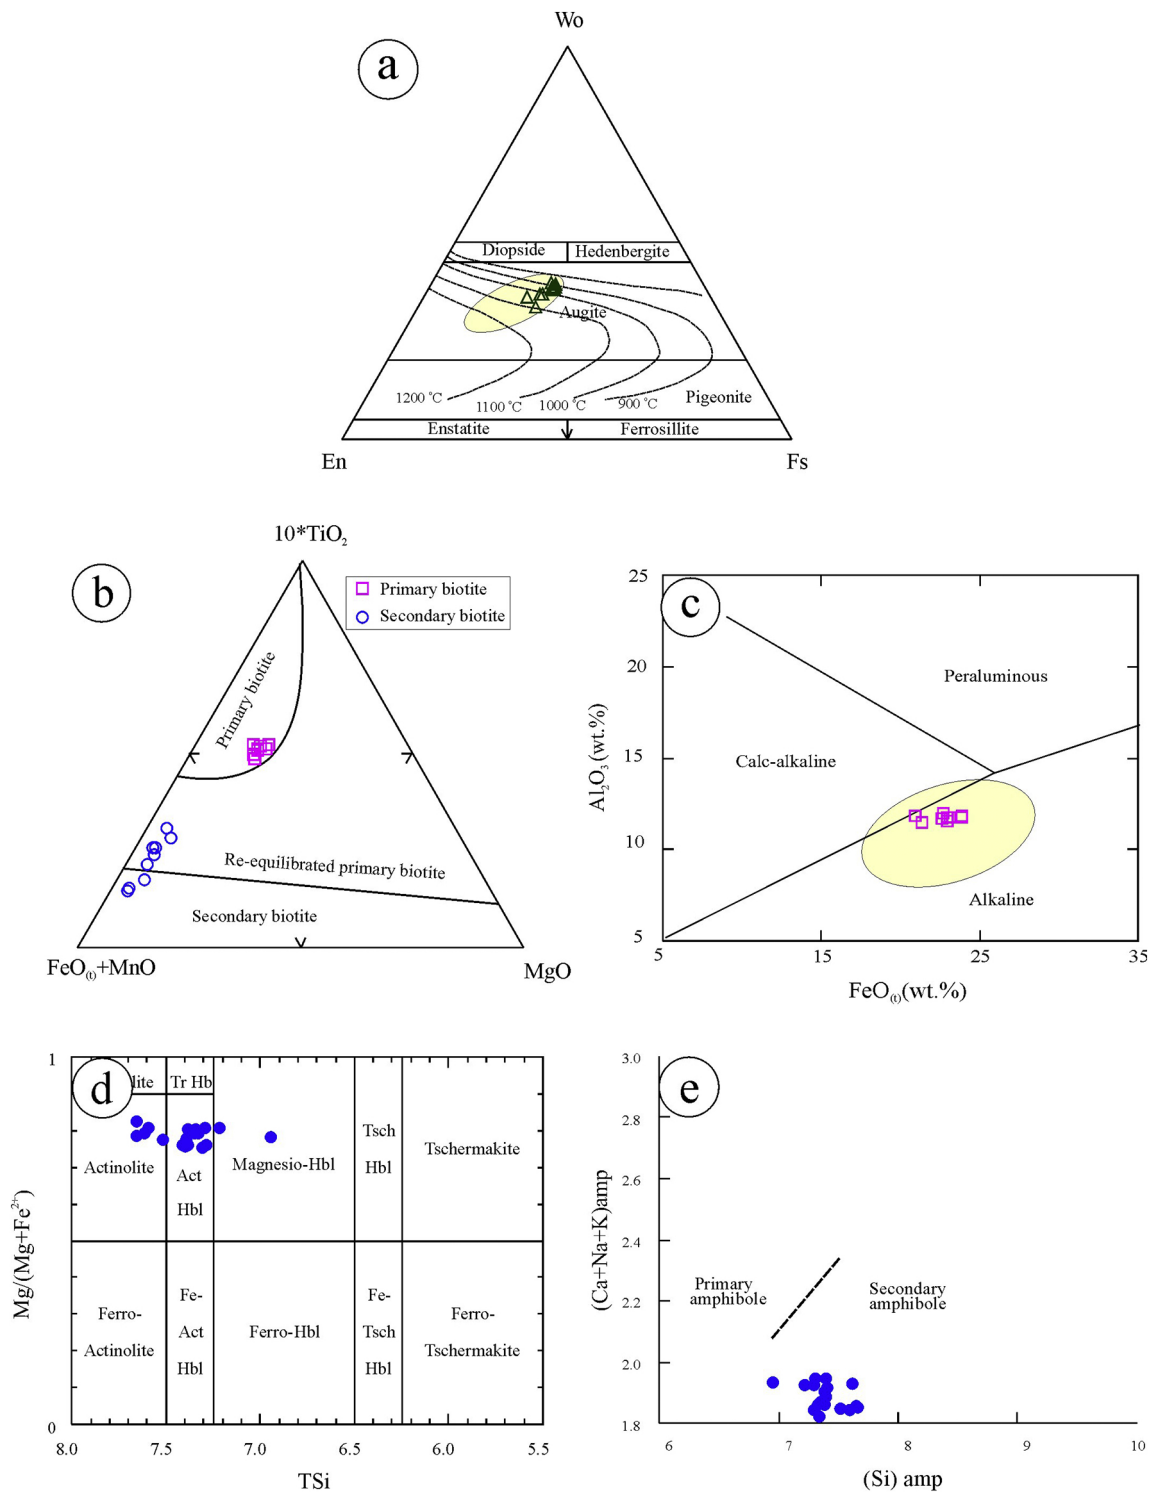 Wo
a
Diopside
Hedenbergite
Augite
1200 °C
1100 °C
1000 °C
900 °C
Pigeonite
Enstatite
Ferrosillite
En
Fs
10*TiO2
b
Primary biotite
Secondary biotite
Primary biotite
Re-equilibrated primary biotite
Secondary biotite
FeO(t)+MnO
MgO
c
25
20
15
10
5
Peraluminous
Calc-alkaline
Alkaline
5
15
25
35
Al2O3 (wt.%)
FeO(t)(wt.%)
d
1
0
lite
Tr Hb
Actinolite
Act
Hbl
Magnesio-Hbl
Tsch
Hbl
Tschermakite
Ferro-
Actinolite
Fe-
Act
Hbl
Ferro-Hbl
Fe-
Tsch
Hbl
Ferro-
Tschermakite
8.0
7.5
7.0
6.5
6.0
5.5
Mg/(Mg+Fe2+)
TSi
e
3.0
2.8
2.6
2.4
2.2
2.0
1.8
Primary
amphibole
Secondary
amphibole
6
7
8
9
10
(Ca+Na+K)amp
(Si) amp